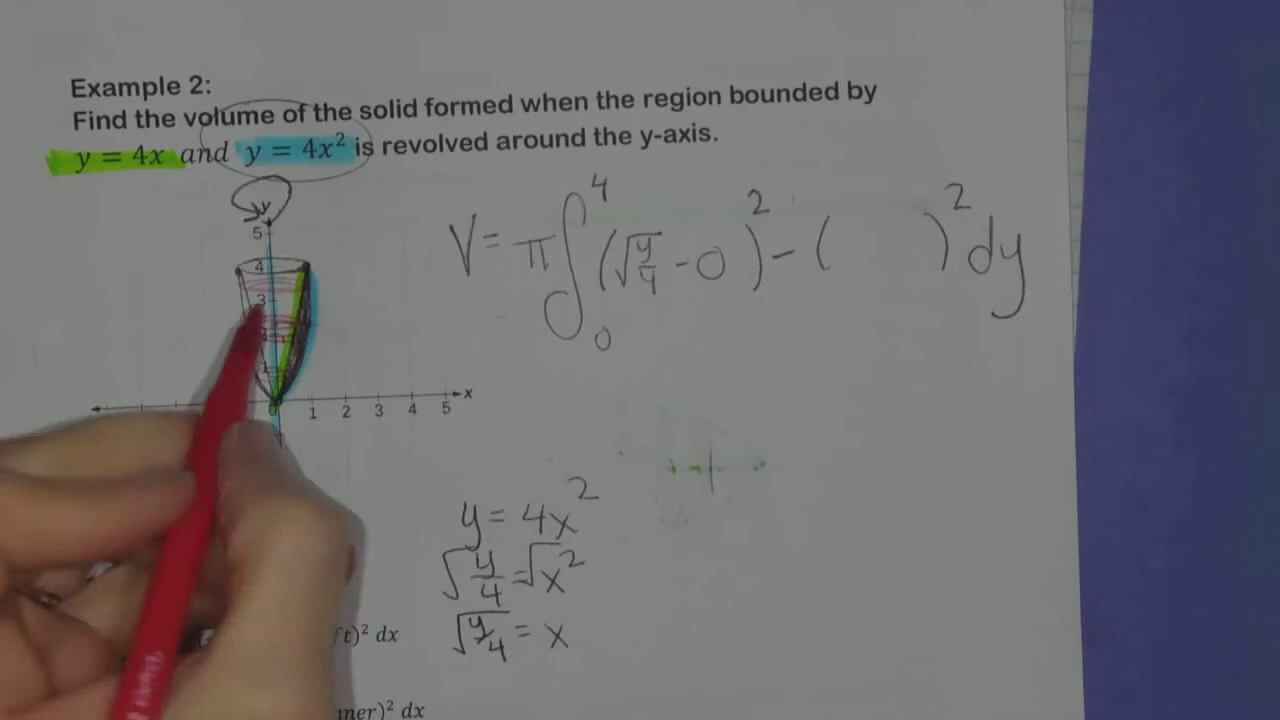 Example 2:
Find the volume of the solid formed when the region bounded by
y = 4x and y = 4x² is revolved around the y-axis.
V = π∫₀⁴ (√(y/4) - 0)² - (      )² dy
5
4
3
1
x
0 1 2 3 4 5
y = 4x²
√(y/4) = √x²
√(y/4) = x
)² dx
ner)² dx